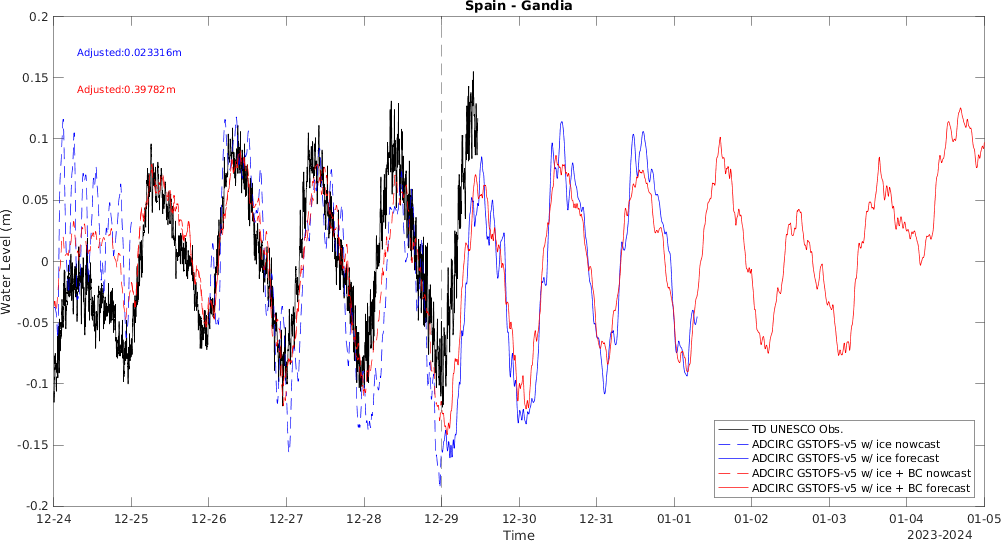 Spain - Gandia
0.2
0.15
0.1
0.05
0
-0.05
-0.1
-0.15
-0.2
Water Level (m)
Adjusted:0.023316m
Adjusted:0.39782m
TD UNESCO Obs.
ADCIRC GSTOFS-v5 w/ ice nowcast
ADCIRC GSTOFS-v5 w/ ice forecast
ADCIRC GSTOFS-v5 w/ ice + BC nowcast
ADCIRC GSTOFS-v5 w/ ice + BC forecast
12-24 12-25 12-26 12-27 12-28 12-29 12-30 12-31 01-01 01-02 01-03 01-04 01-05
Time
2023-2024